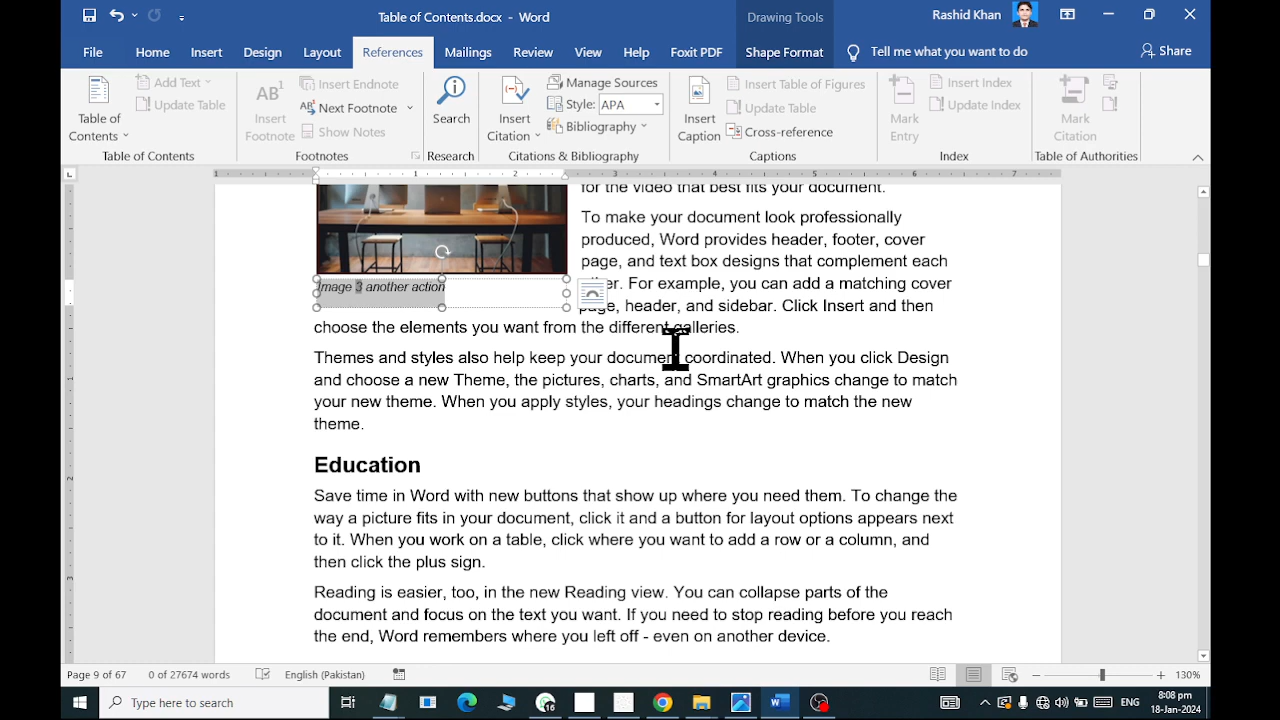 Table of Contents.docx - Word
Drawing Tools
Rashid Khan
File Home Insert Design Layout References Mailings Review View Help Foxit PDF Shape Format Tell me what you want to do Share
Table of Contents
Add Text
Update Table
Table of Contents
AB1
Insert Footnote
Insert Endnote
Next Footnote
Show Notes
Footnotes
Search
Research
Insert Citation
Manage Sources
Style: APA
Bibliography
Citations & Bibliography
Insert Caption
Insert Table of Figures
Update Table
Cross-reference
Captions
Mark Entry
Insert Index
Update Index
Index
Mark Citation
Table of Authorities
1 1 2 3 4 5 6 7
for the video that best fits your document.
To make your document look professionally
produced, Word provides header, footer, cover
page, and text box designs that complement each
other. For example, you can add a matching cover
page, header, and sidebar. Click Insert and then
choose the elements you want from the different galleries.
Image 3 another action
Themes and styles also help keep your document coordinated. When you click Design
and choose a new Theme, the pictures, charts, and SmartArt graphics change to match
your new theme. When you apply styles, your headings change to match the new
theme.
Education
Save time in Word with new buttons that show up where you need them. To change the
way a picture fits in your document, click it and a button for layout options appears next
to it. When you work on a table, click where you want to add a row or a column, and
then click the plus sign.
Reading is easier, too, in the new Reading view. You can collapse parts of the
document and focus on the text you want. If you need to stop reading before you reach
the end, Word remembers where you left off - even on another device.
Page 9 of 67 0 of 27674 words English (Pakistan) 130%
Type here to search
16
ENG
8:08 pm
18-Jan-2024